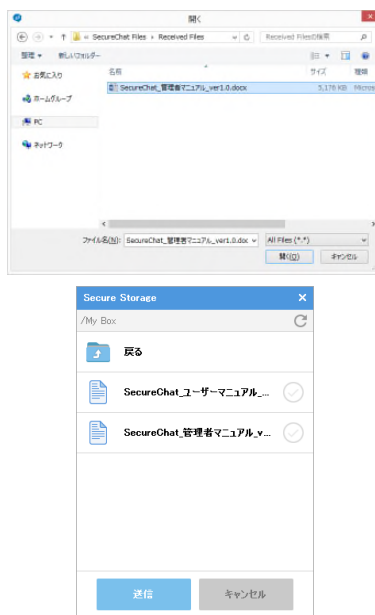 開く
« SecureChat Files ▸ Received Files
Received Filesの検索
整理 ▼ 新しいフォルダー
名前 サイズ 種類
お気に入り
SecureChat_管理者マニュアル_ver1.0.docx 5,178 KB Micros
ホームグループ
PC
ネットワーク
ファイル名(N): SecureChat_管理者マニュアル_ver1.0.doc All Files (*.*)
開く(O) キャンセル
Secure Storage
/My Box
戻る
SecureChat_ユーザーマニュアル_...
SecureChat_管理者マニュアル_v...
送信 キャンセル